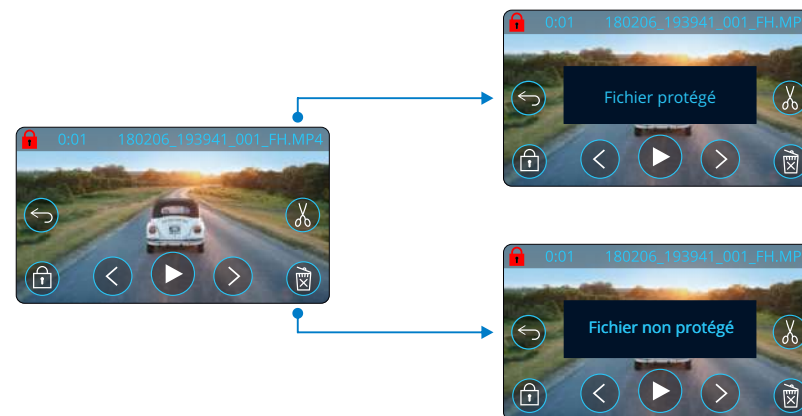 0:01 180206_193941_001_FH.MP4
0:01 180206_193941_001_FH.MP
Fichier protégé
0:01 180206_193941_001_FH.MP
Fichier non protégé